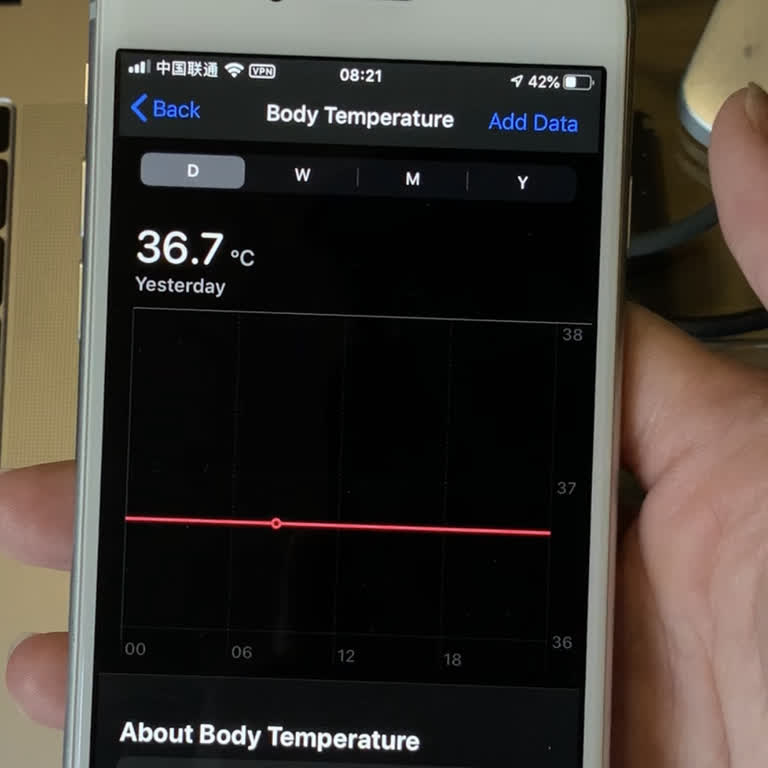 中国联通 VPN 08:21 42%
Back Body Temperature Add Data
D W M Y
36.7 °C
Yesterday
38
37
36
00 06 12 18
About Body Temperature